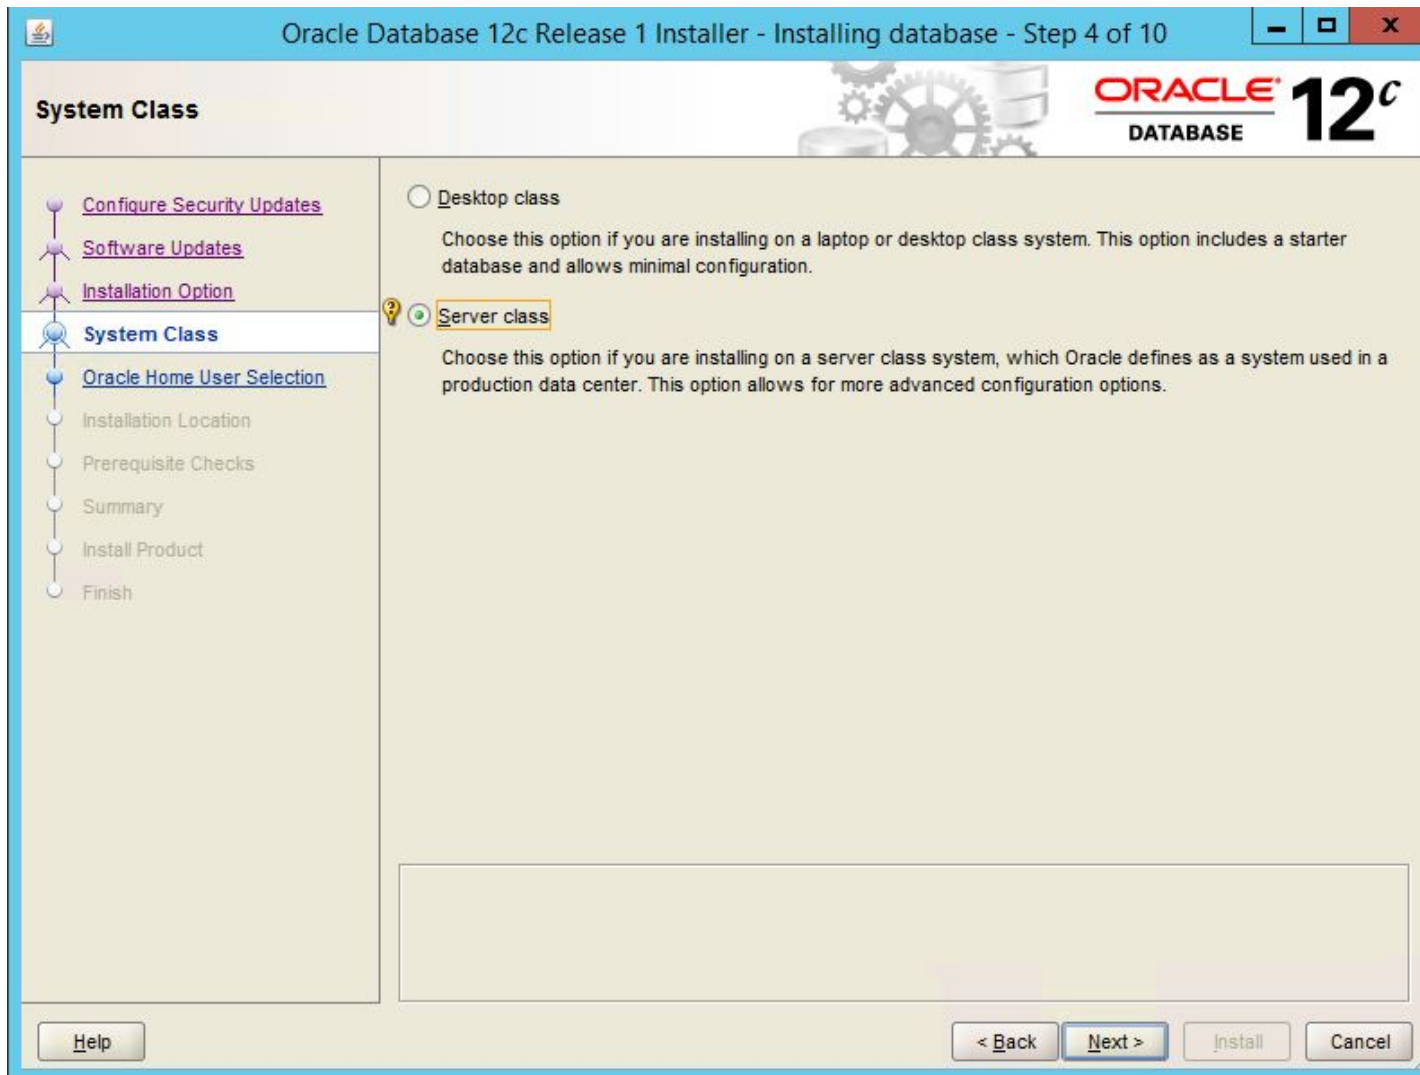 Oracle Database 12c Release 1 Installer - Installing database - Step 4 of 10
System Class
ORACLE
DATABASE
12c
Configure Security Updates
Software Updates
Installation Option
System Class
Oracle Home User Selection
Installation Location
Prerequisite Checks
Summary
Install Product
Finish
Desktop class
Choose this option if you are installing on a laptop or desktop class system. This option includes a starter
database and allows minimal configuration.
Server class
Choose this option if you are installing on a server class system, which Oracle defines as a system used in a
production data center. This option allows for more advanced configuration options.
Help
< Back
Next >
Install
Cancel